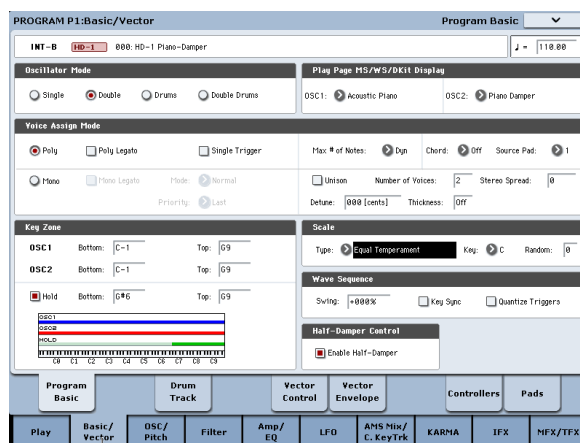 PROGRAM P1:Basic/Vector Program Basic
INT-B HD-1 000: HD-1 Piano-Damper ♩ = 110.00
Oscillator Mode
Single Double Drums Double Drums
Play Page MS/WS/DKit Display
OSC1: Acoustic Piano OSC2: Piano Damper
Voice Assign Mode
Poly Poly Legato Single Trigger Max # of Notes: Dyn Chord: Off Source Pad: 1
Mono Mono Legato Mode: Normal Unison Number of Voices: 2 Stereo Spread: 0
Priority: Last Detune: 000 [cents] Thickness: Off
Key Zone
OSC1 Bottom: C-1 Top: G9
OSC2 Bottom: C-1 Top: G9
Hold Bottom: G#6 Top: G9
OSC1
OSC2
HOLD
C0 C1 C2 C3 C4 C5 C6 C7 C8 C9
Scale
Type: Equal Temperament Key: C Random: 0
Wave Sequence
Swing: +000% Key Sync Quantize Triggers
Half-Damper Control
Enable Half-Damper
Program Basic
Drum Track
Vector Control
Vector Envelope
Controllers
Pads
Play
Basic/ Vector
OSC/ Pitch
Filter
Amp/ EQ
LFO
AMS Mix/ C. KeyTrk
KARMA
IFX
MFX/TFX